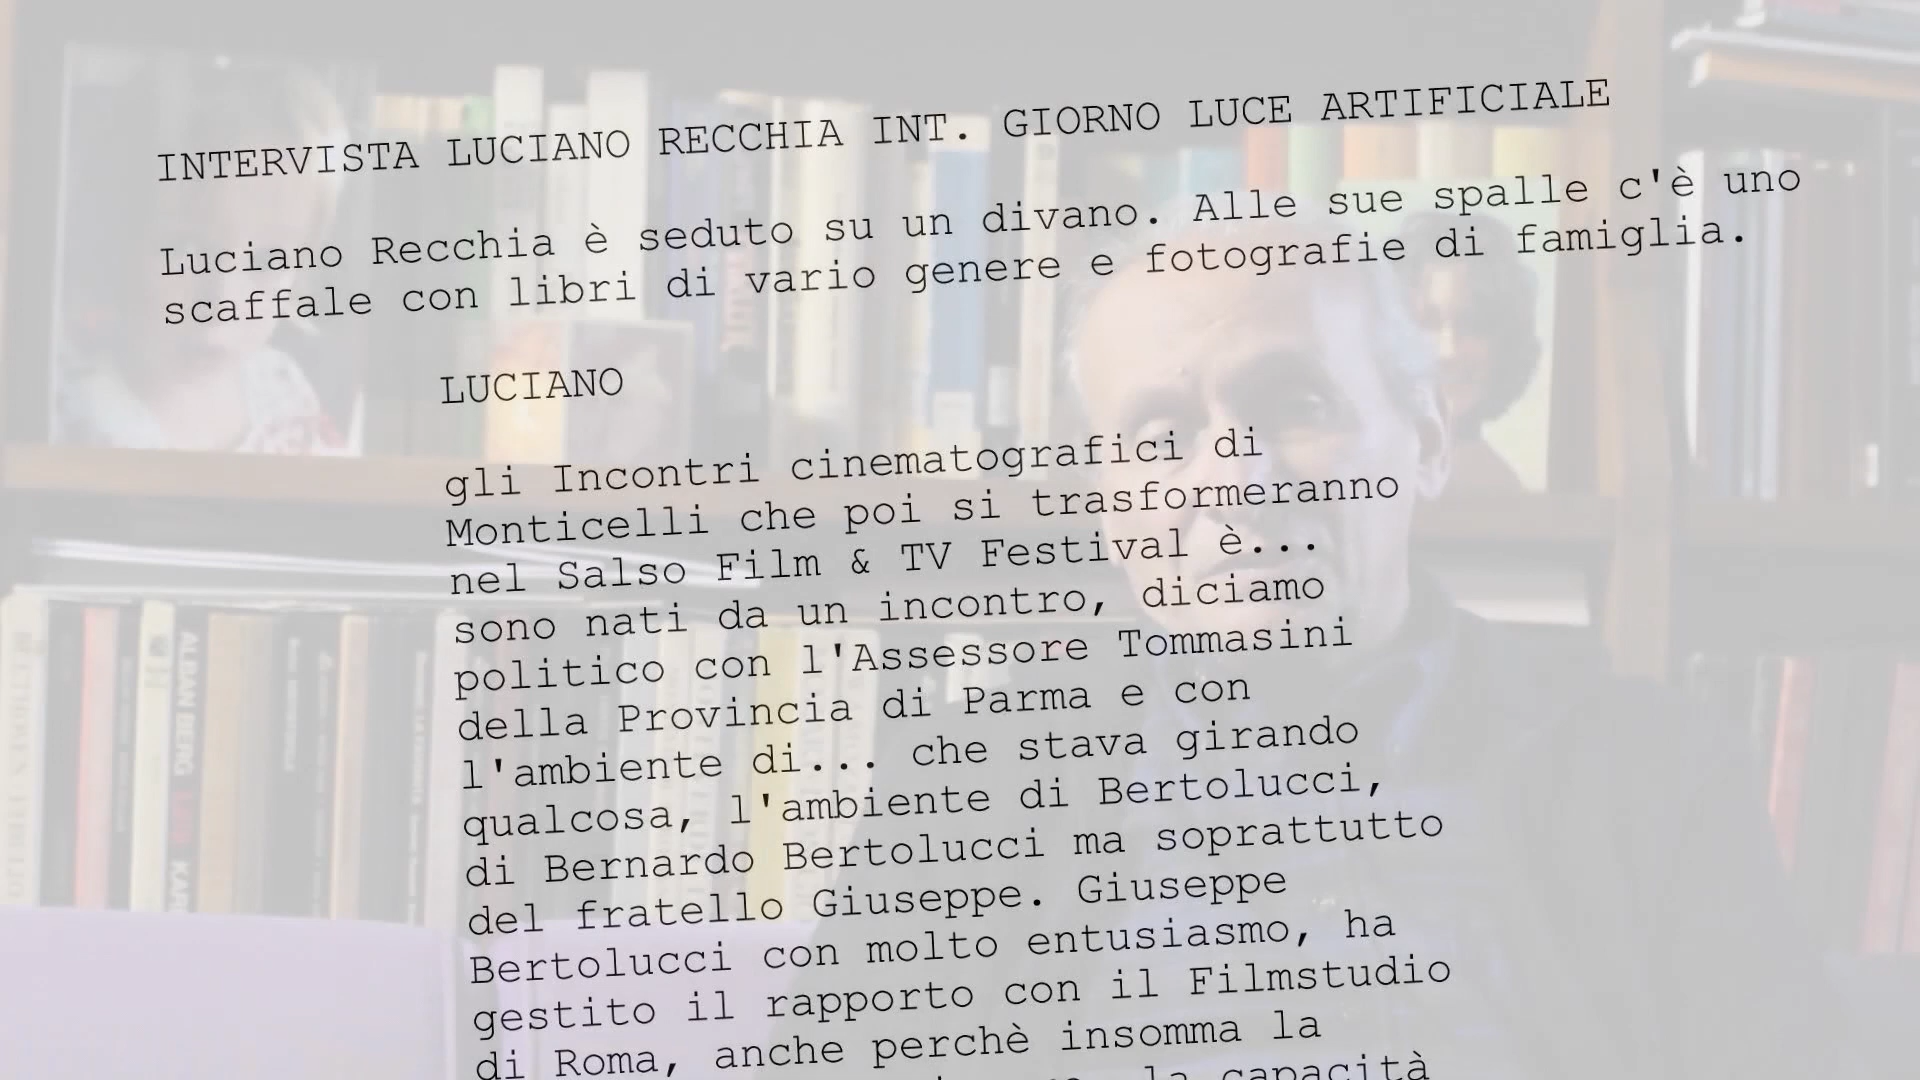 INTERVISTA LUCIANO RECCHIA INT. GIORNO LUCE ARTIFICIALE
Luciano Recchia è seduto su un divano. Alle sue spalle c'è uno
scaffale con libri di vario genere e fotografie di famiglia.
LUCIANO
gli Incontri cinematografici di
Monticelli che poi si trasformeranno
nel Salso Film & TV Festival è...
sono nati da un incontro, diciamo
politico con l'Assessore Tommasini
della Provincia di Parma e con
l'ambiente di... che stava girando
qualcosa, l'ambiente di Bertolucci,
di Bernardo Bertolucci ma soprattutto
del fratello Giuseppe. Giuseppe
Bertolucci con molto entusiasmo, ha
gestito il rapporto con il Filmstudio
di Roma, anche perchè insomma la
la capacità
ALBAN BERG